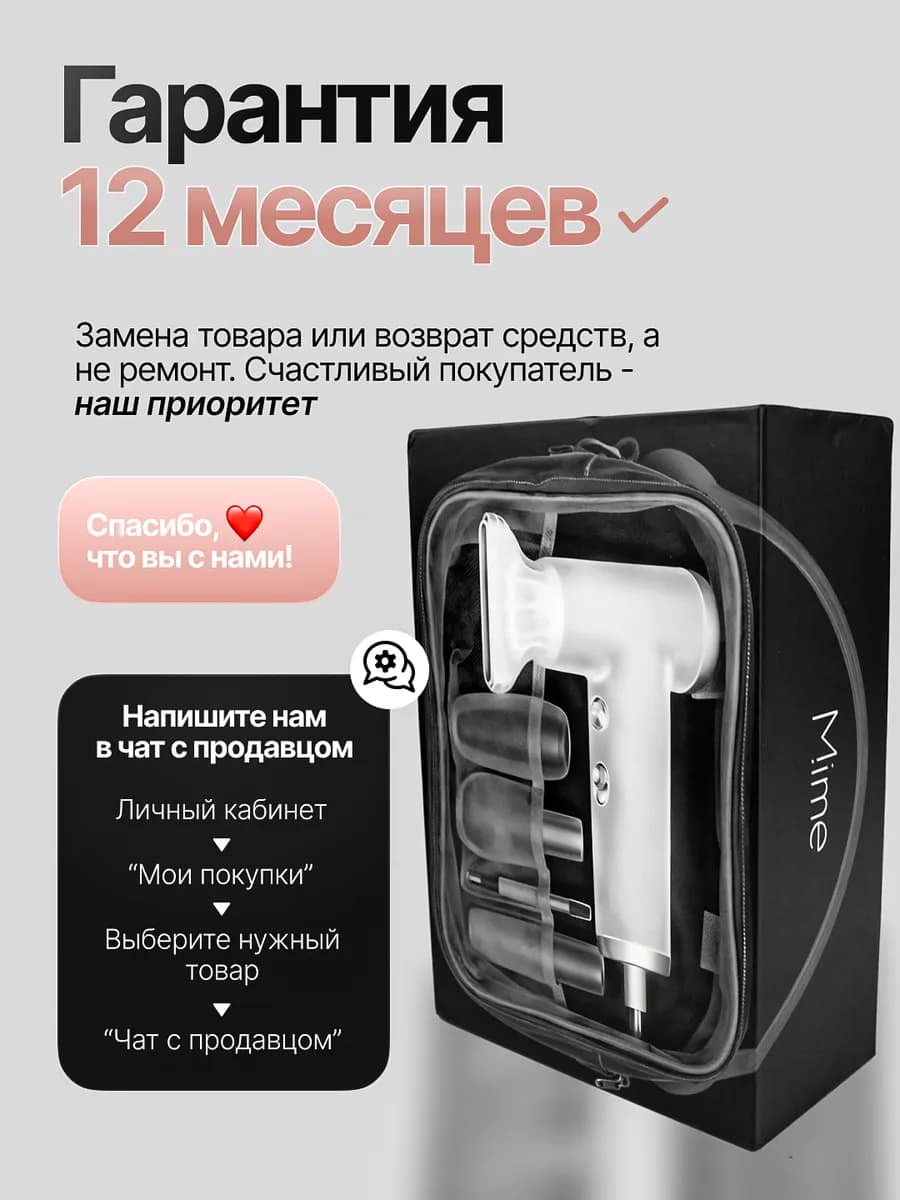 Гарантия
12 месяцев
Замена товара или возврат средств, а
не ремонт. Счастливый покупатель -
наш приоритет
Спасибо, ❤️
что вы с нами!
Напишите нам
в чат с продавцом
Личный кабинет
“Мои покупки”
Выберите нужный
товар
“Чат с продавцом”
Miime